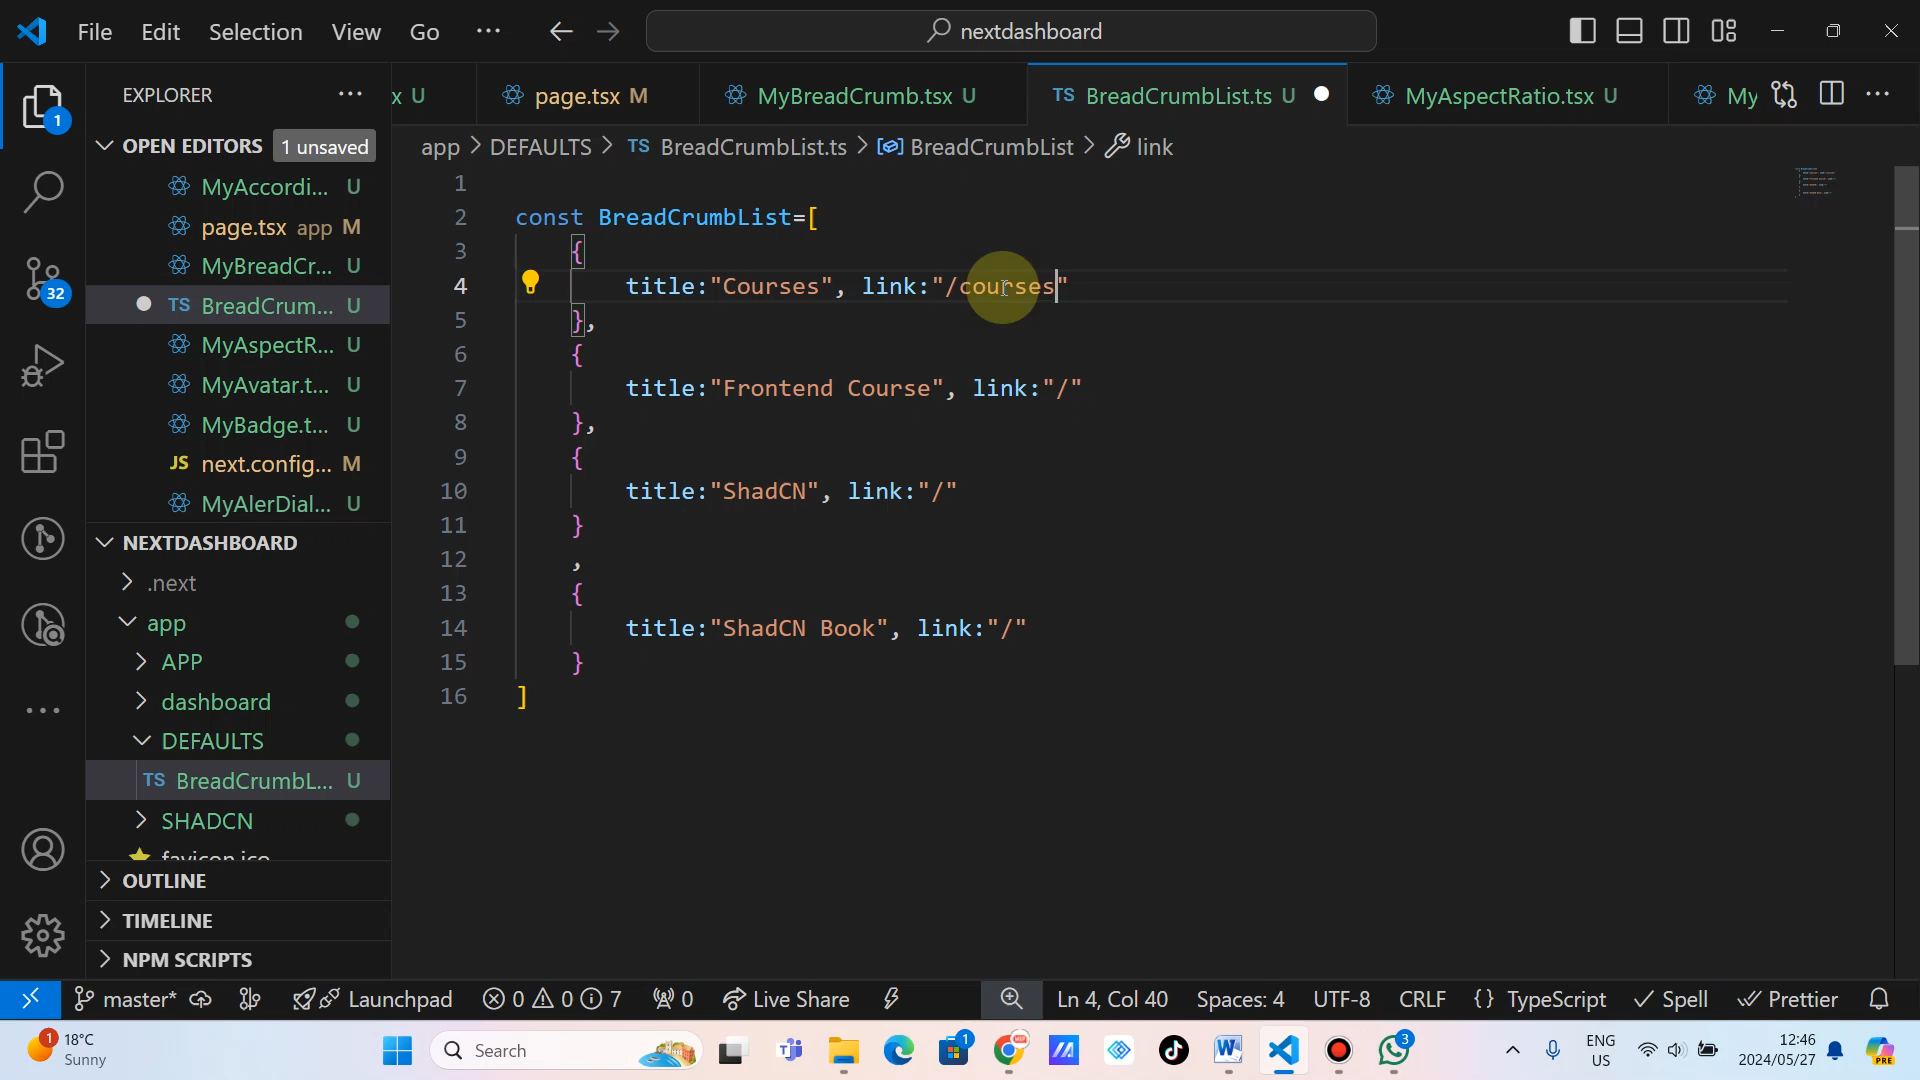 File Edit Selection View Go ··· nextdashboard
EXPLORER ···
x U page.tsx M MyBreadCrumb.tsx U TS BreadCrumbList.ts U MyAspectRatio.tsx U My ···
OPEN EDITORS 1 unsaved
app > DEFAULTS > TS BreadCrumbList.ts > BreadCrumbList > link
MyAccordi... U
page.tsx app M
MyBreadCr... U
TS BreadCrum... U
MyAspectR... U
MyAvatar.t... U
MyBadge.t... U
JS next.config... M
MyAlerDial... U
NEXTDASHBOARD
.next
app
APP
dashboard
DEFAULTS
TS BreadCrumbL... U
SHADCN
favicon.ico
OUTLINE
TIMELINE
NPM SCRIPTS
1
32
1
2 const BreadCrumbList=[
3 {
4 title:"Courses", link:"/courses"
5 },
6 {
7 title:"Frontend Course", link:"/"
8 },
9 {
10 title:"ShadCN", link:"/"
11 }
12 ,
13 {
14 title:"ShadCN Book", link:"/"
15 }
16 ]
master* Launchpad 0 0 7 0 Live Share Ln 4, Col 40 Spaces: 4 UTF-8 CRLF {} TypeScript Spell Prettier
1 18°C
Sunny
Search
1
3
ENG
US
12:46
2024/05/27
PRE